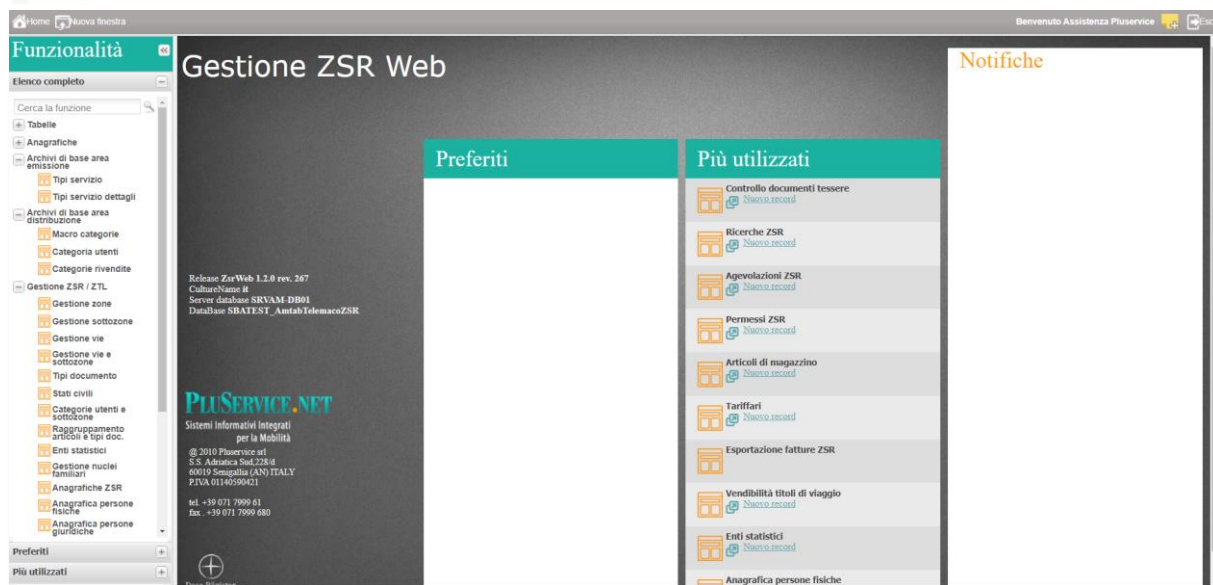 Home Nuova finestra
Benvenuto Assistenza Pluservice
Funzionalità
Elenco completo
Cerca la funzione
Tabelle
Anagrafiche
Archivi di base area
emissione
Tipi servizio
Tipi servizio dettagli
Archivi di base area
distribuzione
Macro categorie
Categoria utenti
Categorie rivendite
Gestione ZSR / ZTL
Gestione zone
Gestione sottozone
Gestione vie
Gestione vie e
sottozone
Tipi documento
Stati civili
Categorie utenti e
sottozone
Raggruppamento
articoli e tipi doc.
Enti statistici
Gestione nuclei
familiari
Anagrafiche ZSR
Anagrafica persone
fisiche
Anagrafica persone
giuridiche
Preferiti
Più utilizzati
Gestione ZSR Web
Release ZsrWeb 1.2.0 rev. 267
CultureName it
Server database SRVAM-DB01
DataBase SBATEST_AmtabTelemacoZSR
PLUSERVICE.NET
Sistemi Informativi Integrati
per la Mobilità
@ 2010 Pluservice srl
S.S. Adriatica Sud,228/d
60019 Senigallia (AN) ITALY
P.IVA 01140590421
tel. +39 071 7999 61
fax . +39 071 7999 680
Preferiti
Più utilizzati
Controllo documenti tessere
Nuovo record
Ricerche ZSR
Nuovo record
Agevolazioni ZSR
Nuovo record
Permessi ZSR
Nuovo record
Articoli di magazzino
Nuovo record
Tariffari
Nuovo record
Esportazione fatture ZSR
Vendibilità titoli di viaggio
Nuovo record
Enti statistici
Nuovo record
Anagrafica persone fisiche
Notifiche